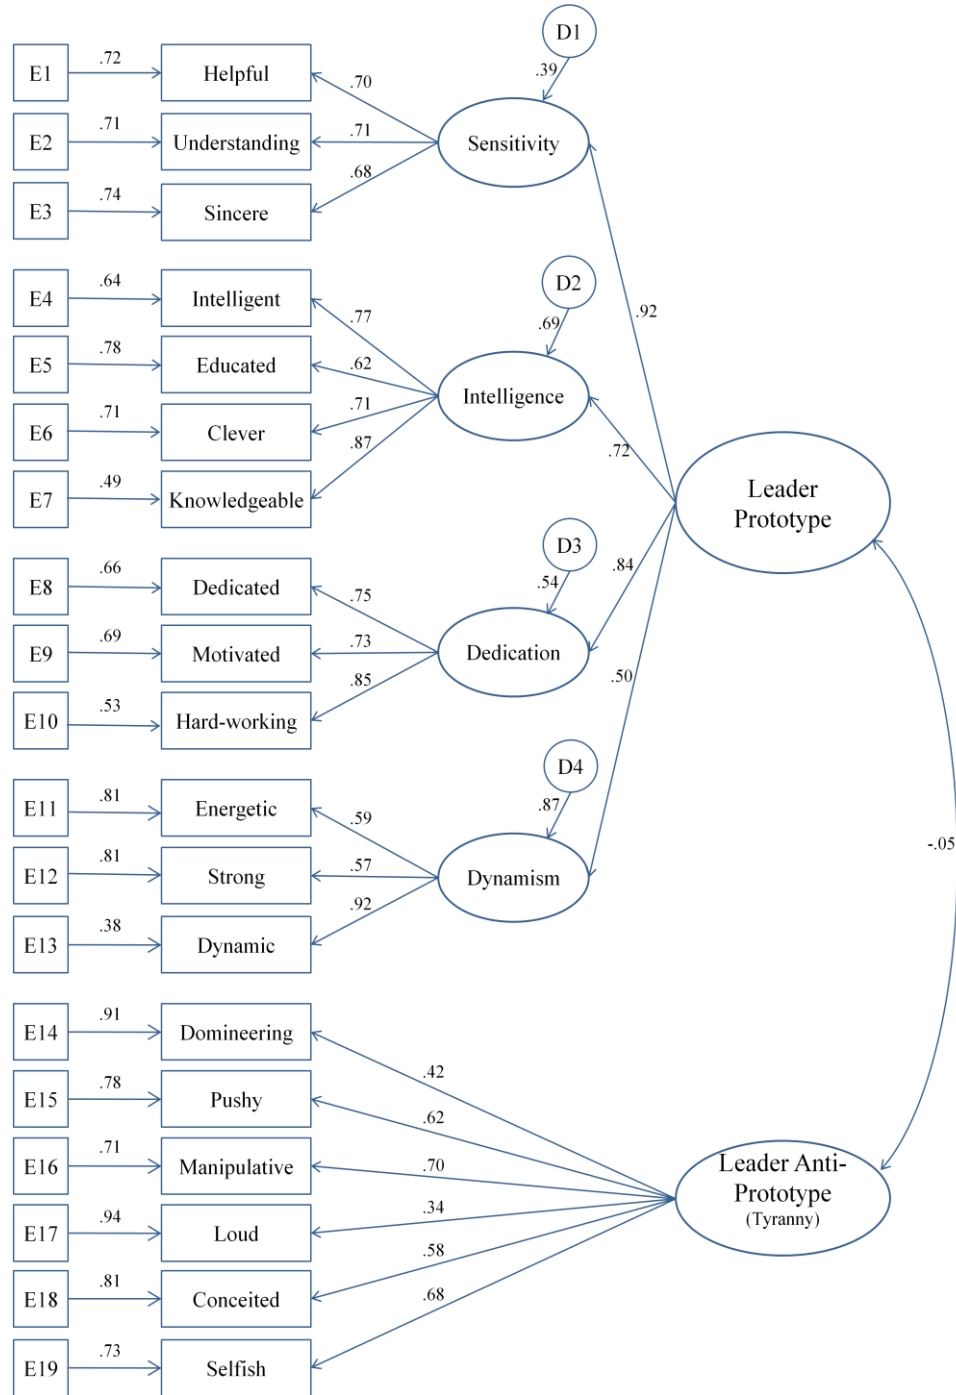 D1
.39
E1 .72 Helpful .70
E2 .71 Understanding .71 Sensitivity
E3 .74 Sincere .68
D2
.69
E4 .64 Intelligent .77 .92
E5 .78 Educated .62 Intelligence
E6 .71 Clever .71 .72
E7 .49 Knowledgeable .87
Leader
Prototype
D3
.54
E8 .66 Dedicated .75 .84
E9 .69 Motivated .73 Dedication
E10 .53 Hard-working .85 .50
D4
.87
E11 .81 Energetic .59
E12 .81 Strong .57 Dynamism
E13 .38 Dynamic .92
-.05
E14 .91 Domineering .42
E15 .78 Pushy .62
E16 .71 Manipulative .70
E17 .94 Loud .34
E18 .81 Conceited .58
E19 .73 Selfish .68
Leader Anti-
Prototype
(Tyranny)